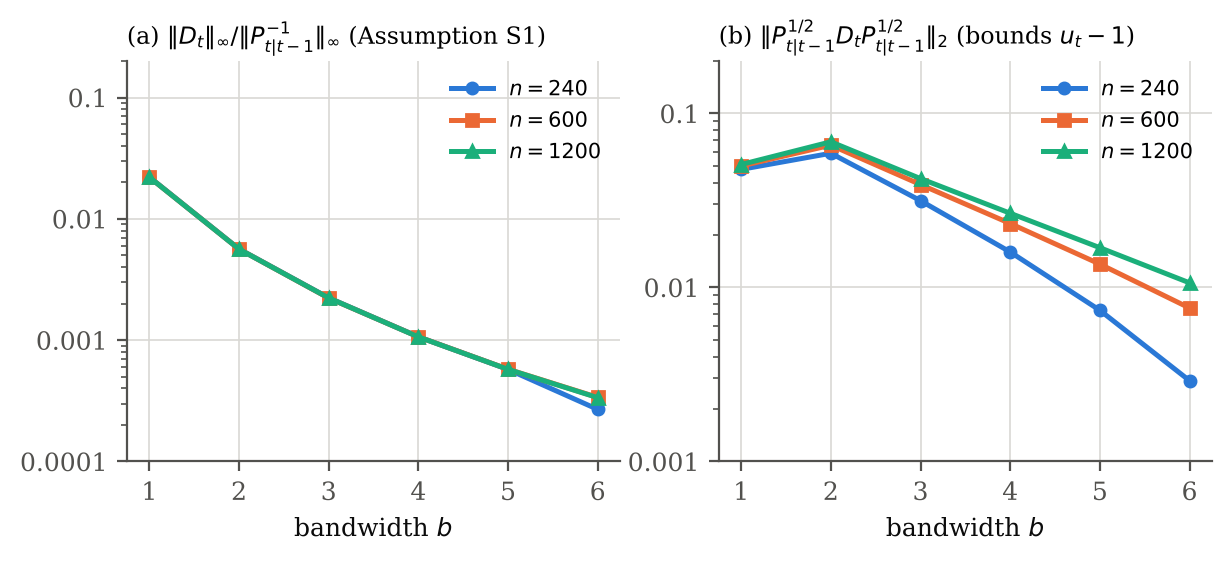 (a) ‖D_t‖_∞/‖P_{t|t−1}^{−1}‖_∞ (Assumption S1)
n = 240
n = 600
n = 1200
0.1
0.01
0.001
0.0001
1 2 3 4 5 6
bandwidth b
(b) ‖P_{t|t−1}^{1/2} D_t P_{t|t−1}^{1/2}‖_2 (bounds u_t − 1)
n = 240
n = 600
n = 1200
0.1
0.01
0.001
1 2 3 4 5 6
bandwidth b